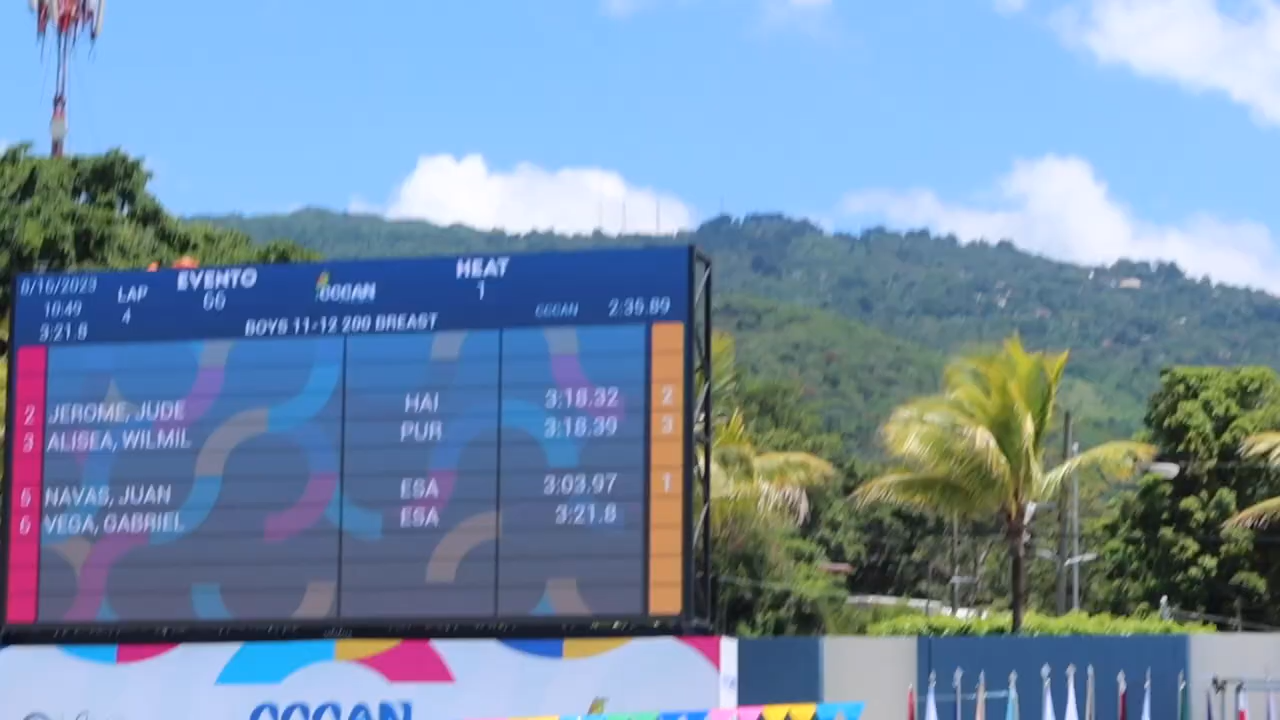 8/16/2023 LAP EVENTO CCCAN HEAT
10:49 4 66 1 CCCAN 2:39.89
3:21.8 BOYS 11-12 200 BREAST
2 JEROME, JUDE HAI 3:18.32 2
3 ALISEA, WILMIL PUR 3:18.39 3
5 NAVAS, JUAN ESA 3:03.97 1
6 VEGA, GABRIEL ESA 3:21.8
CCCAN